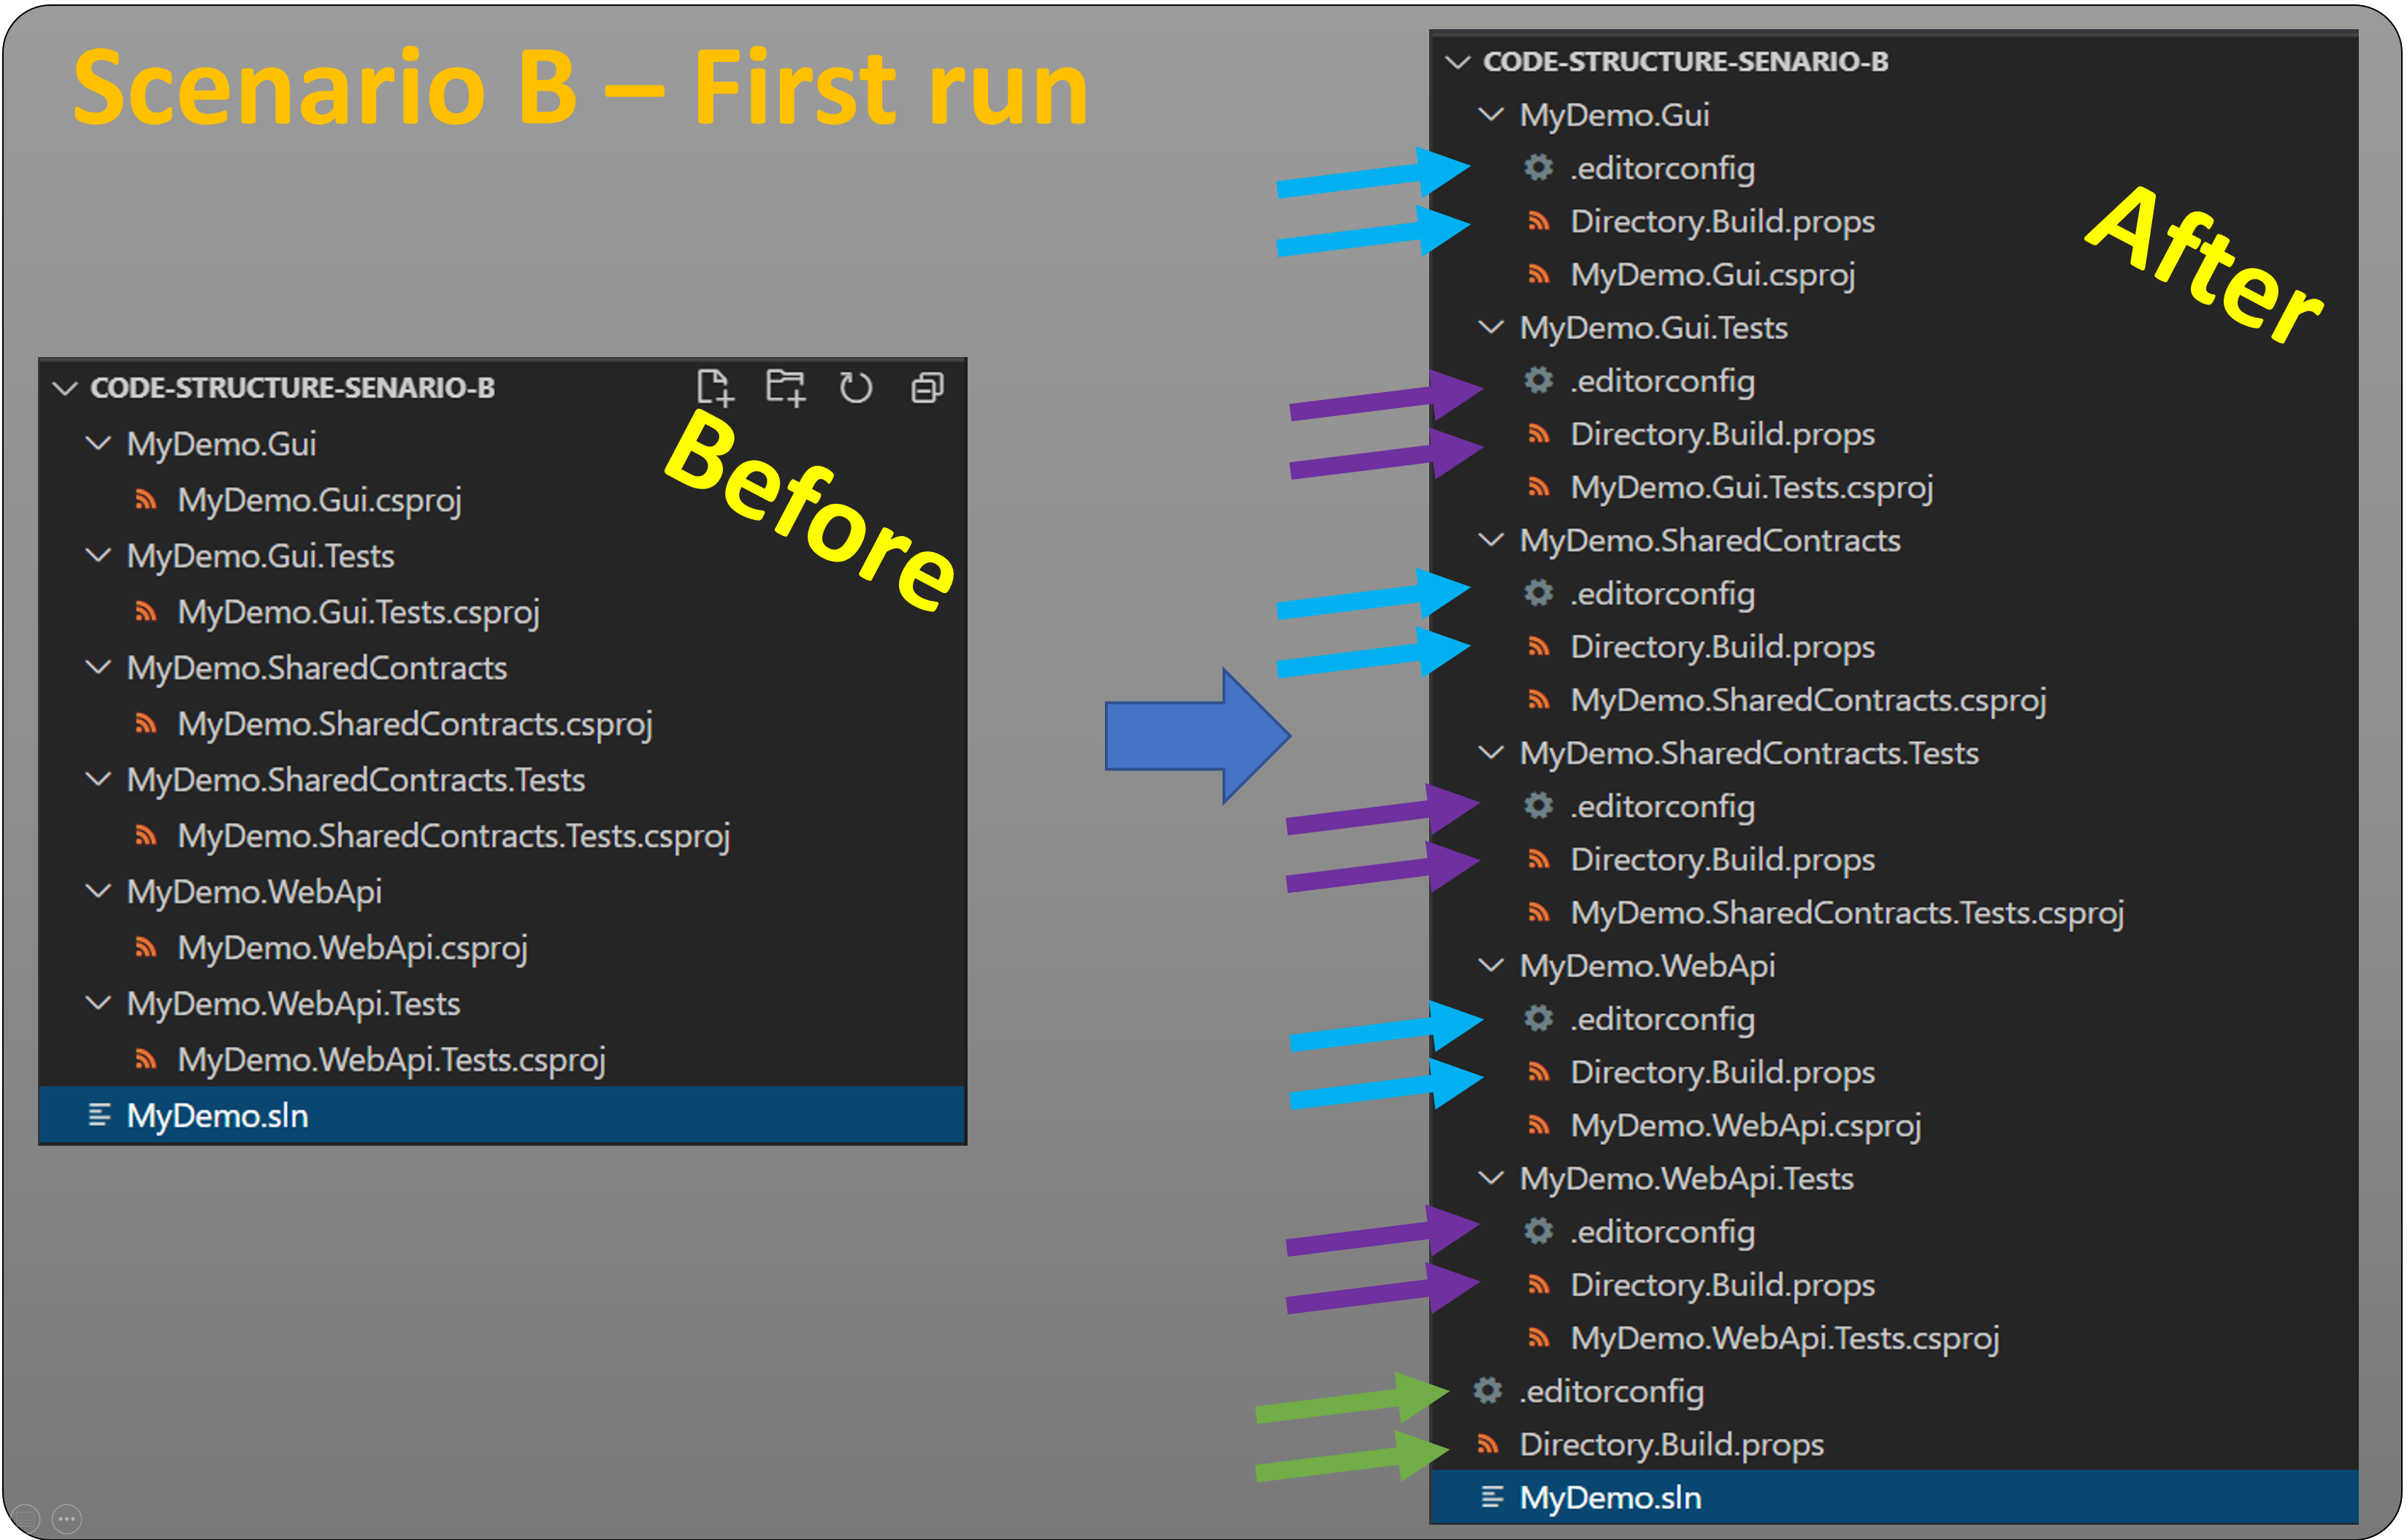 Scenario B – First run
CODE-STRUCTURE-SENARIO-B
MyDemo.Gui
MyDemo.Gui.csproj
MyDemo.Gui.Tests
MyDemo.Gui.Tests.csproj
MyDemo.SharedContracts
MyDemo.SharedContracts.csproj
MyDemo.SharedContracts.Tests
MyDemo.SharedContracts.Tests.csproj
MyDemo.WebApi
MyDemo.WebApi.csproj
MyDemo.WebApi.Tests
MyDemo.WebApi.Tests.csproj
MyDemo.sln
Before
CODE-STRUCTURE-SENARIO-B
MyDemo.Gui
.editorconfig
Directory.Build.props
MyDemo.Gui.csproj
MyDemo.Gui.Tests
.editorconfig
Directory.Build.props
MyDemo.Gui.Tests.csproj
MyDemo.SharedContracts
.editorconfig
Directory.Build.props
MyDemo.SharedContracts.csproj
MyDemo.SharedContracts.Tests
.editorconfig
Directory.Build.props
MyDemo.SharedContracts.Tests.csproj
MyDemo.WebApi
.editorconfig
Directory.Build.props
MyDemo.WebApi.csproj
MyDemo.WebApi.Tests
.editorconfig
Directory.Build.props
MyDemo.WebApi.Tests.csproj
.editorconfig
Directory.Build.props
MyDemo.sln
After